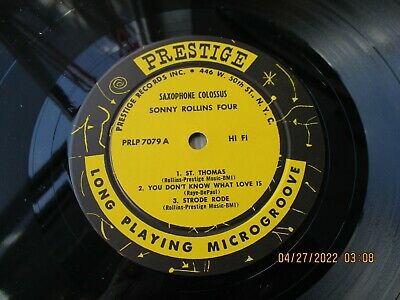 PRESTIGE
PRESTIGE RECORDS INC. • 446 W. 50th ST., N.Y.C.
SAXOPHONE COLOSSUS
SONNY ROLLINS FOUR
PRLP 7079 A HI FI
1. ST. THOMAS
(Rollins-Prestige Music-BMI)
2. YOU DON'T KNOW WHAT LOVE IS
(Raye-DePaul)
3. STRODE RODE
(Rollins-Prestige Music-BMI)
LONG PLAYING MICROGROOVE
04/27/2022 03:08